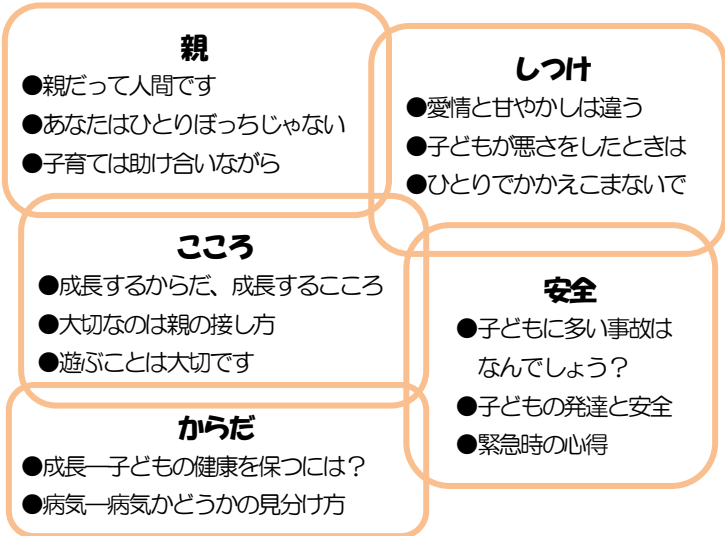 親
●親だって人間です
●あなたはひとりぼっちじゃない
●子育ては助け合いながら
しつけ
●愛情と甘やかしは違う
●子どもが悪さをしたときは
●ひとりでかかえこまないで
こころ
●成長するからだ、成長するこころ
●大切なのは親の接し方
●遊ぶことは大切です
安全
●子どもに多い事故は
なんでしょう？
●子どもの発達と安全
●緊急時の心得
からだ
●成長―子どもの健康を保つには？
●病気―病気かどうかの見分け方